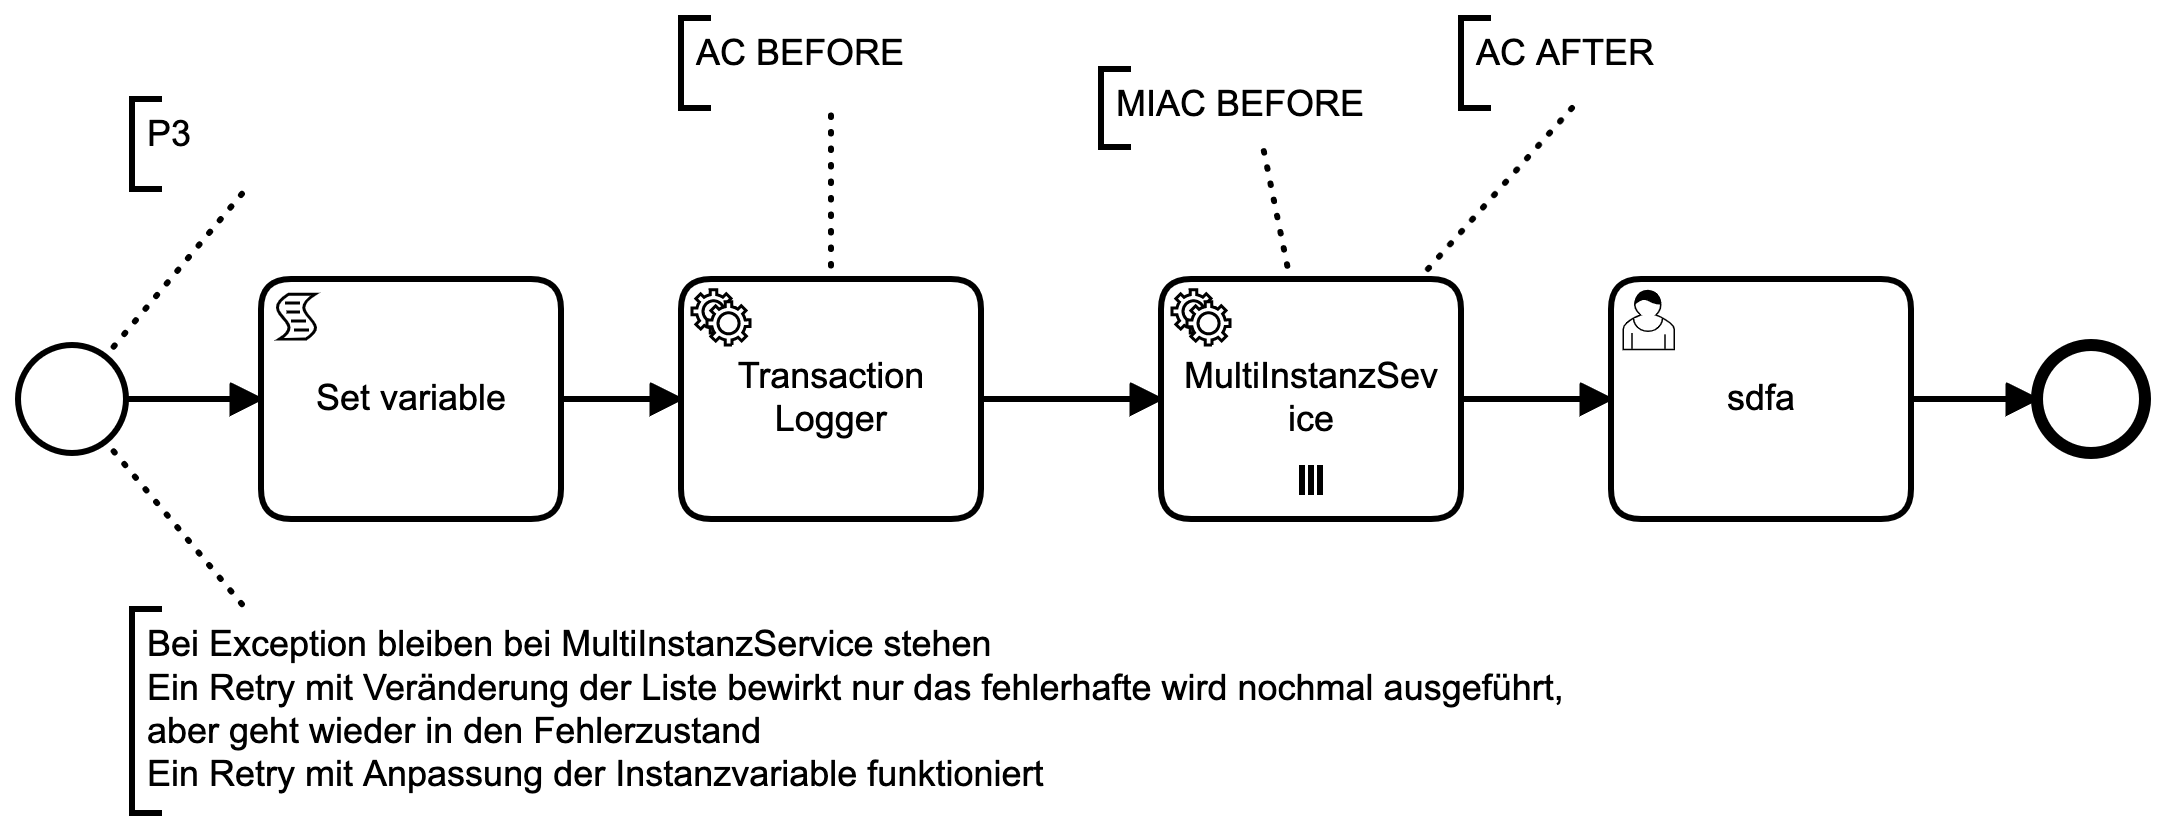 AC BEFORE
AC AFTER
MIAC BEFORE
P3
Set variable
Transaction
Logger
MultiInstanzSev
ice
sdfa
Bei Exception bleiben bei MultiInstanzService stehen
Ein Retry mit Veränderung der Liste bewirkt nur das fehlerhafte wird nochmal ausgeführt,
aber geht wieder in den Fehlerzustand
Ein Retry mit Anpassung der Instanzvariable funktioniert